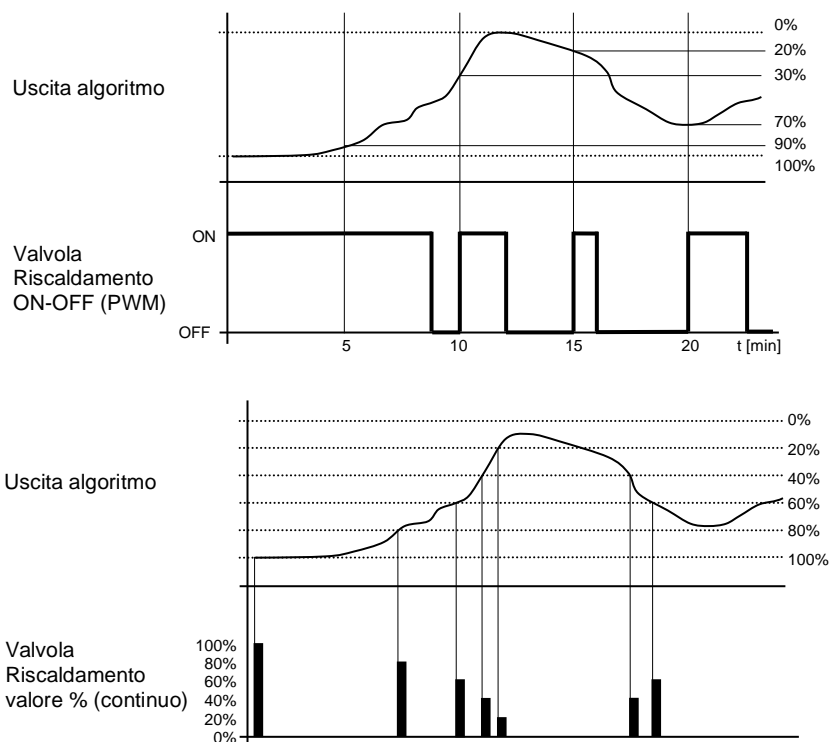 0%
20%
Uscita algoritmo
30%
70%
90%
100%
ON
Valvola
Riscaldamento
ON-OFF (PWM)
OFF
5
10
15
20
t [min]
0%
20%
Uscita algoritmo
40%
60%
80%
100%
Valvola
Riscaldamento
valore % (continuo)
100%
80%
60%
40%
20%
0%